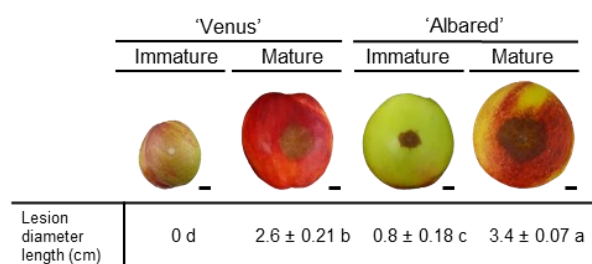 ‘Venus’ ‘Albared’
Immature Mature Immature Mature
Lesion
diameter
length (cm)
0 d 2.6 ± 0.21 b 0.8 ± 0.18 c 3.4 ± 0.07 a